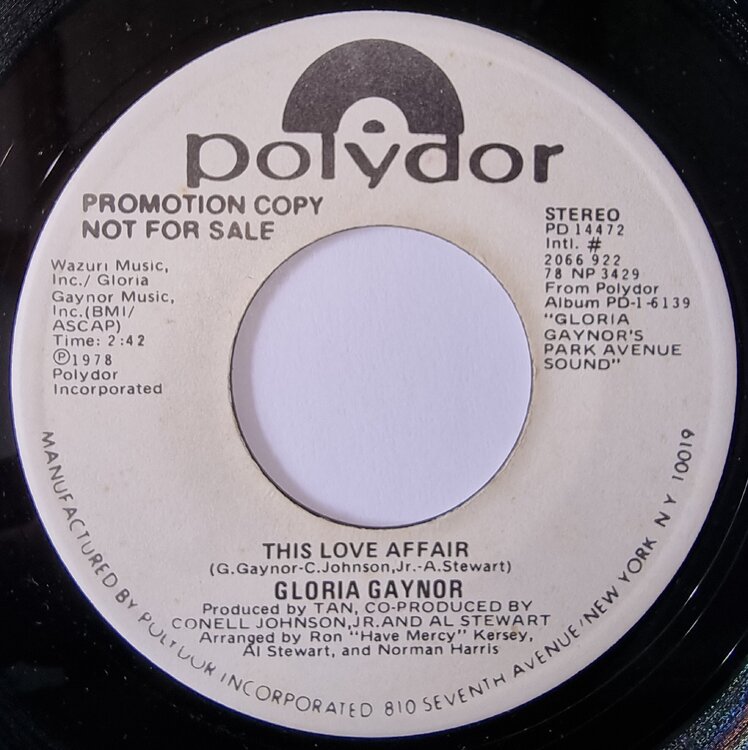 polydor
PROMOTION COPY
NOT FOR SALE
Wazuri Music,
Inc./ Gloria
Gaynor Music,
Inc.(BMI/
ASCAP)
Time: 2:42
Ⓟ1978
Polydor
Incorporated
STEREO
PD 14472
Intl. #
2066 922
78 NP 3429
From Polydor
Album PD-1-6139
"GLORIA
GAYNOR'S
PARK AVENUE
SOUND"
THIS LOVE AFFAIR
(G.Gaynor-C.Johnson,Jr.-A.Stewart)
GLORIA GAYNOR
Produced by TAN, CO-PRODUCED BY
CONELL JOHNSON,JR.AND AL STEWART
Arranged by Ron "Have Mercy" Kersey,
Al Stewart, and Norman Harris
MANUFACTURED BY POLYDOR INCORPORATED 810 SEVENTH AVENUE/NEW YORK NY 10019